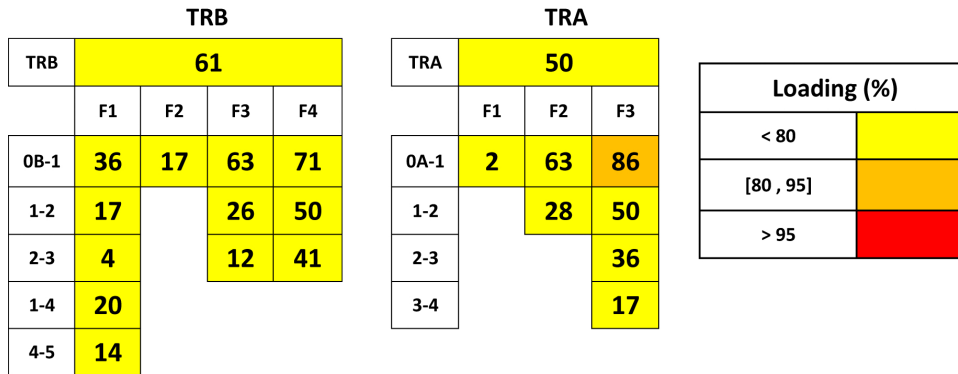 TRB
TRB 61
F1 F2 F3 F4
0B-1 36 17 63 71
1-2 17 26 50
2-3 4 12 41
1-4 20
4-5 14
TRA
TRA 50
F1 F2 F3
0A-1 2 63 86
1-2 28 50
2-3 36
3-4 17
Loading (%)
< 80
[80 , 95]
> 95